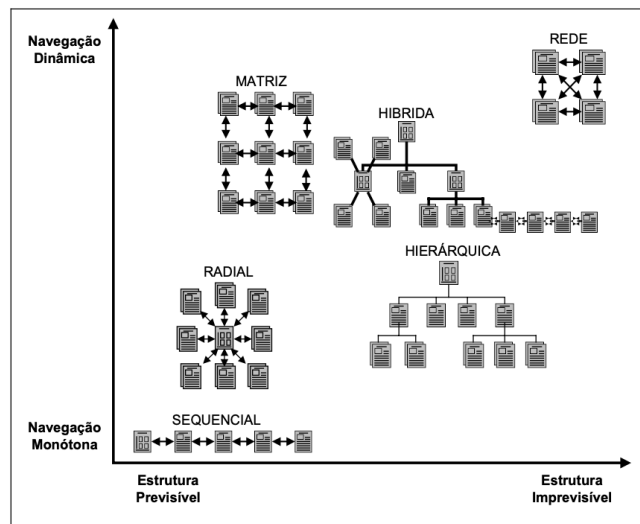 Navegação
Dinâmica
REDE
MATRIZ
HIBRIDA
HIERÁRQUICA
RADIAL
Navegação
Monótona
SEQUENCIAL
Estrutura
Previsível
Estrutura
Imprevisível